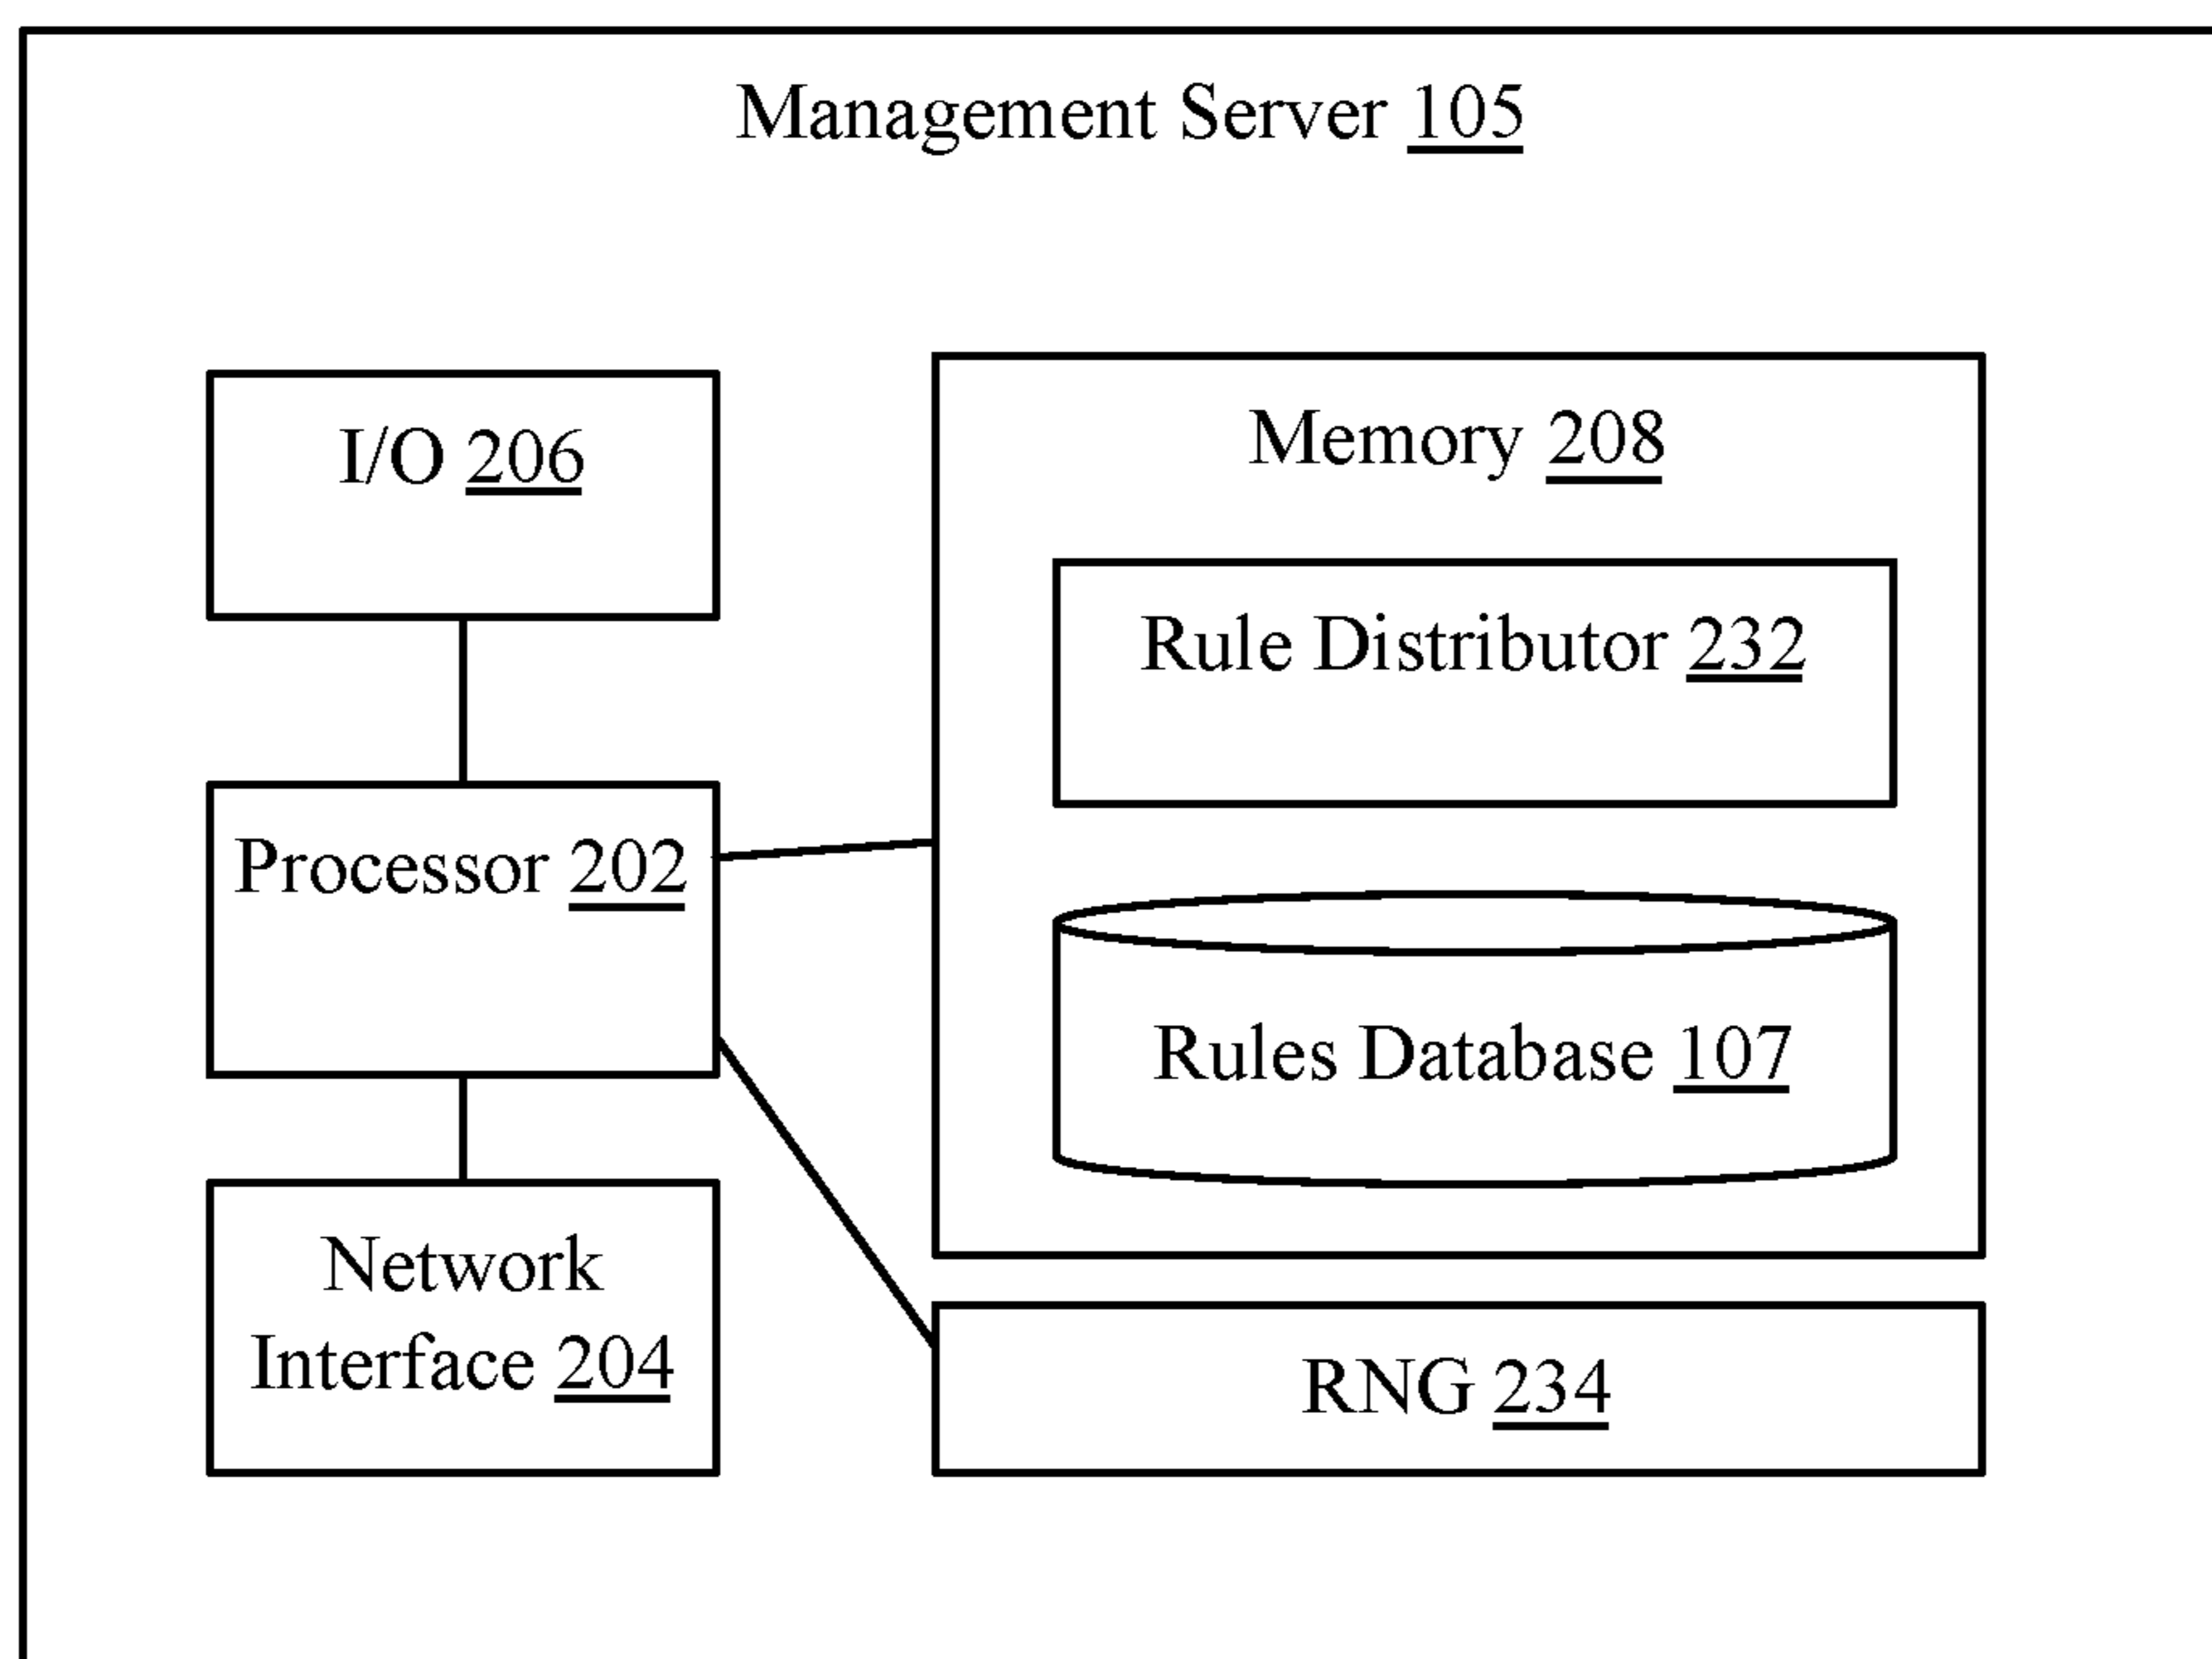 Management Server 105
I/O 206
Processor 202
Network
Interface 204
Memory 208
Rule Distributor 232
Rules Database 107
RNG 234